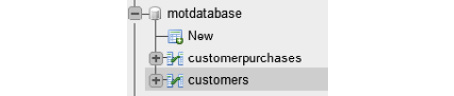 motdatabase
New
customerpurchases
customers